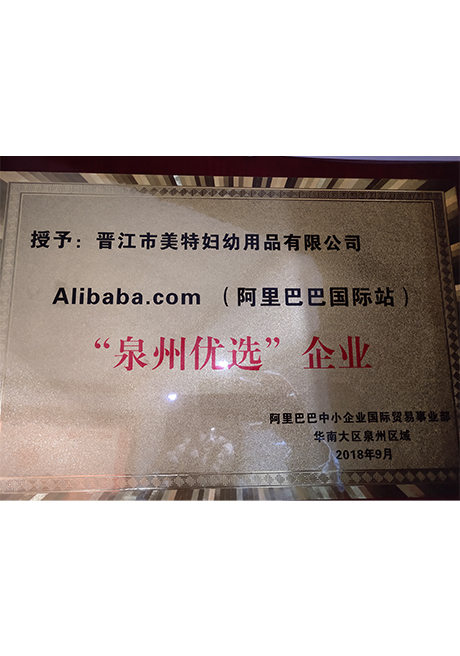 授予：晋江市美特妇幼用品有限公司
Alibaba.com （阿里巴巴国际站）
“泉州优选”企业
阿里巴巴中小企业国际贸易事业部
华南大区泉州区域
2018年9月